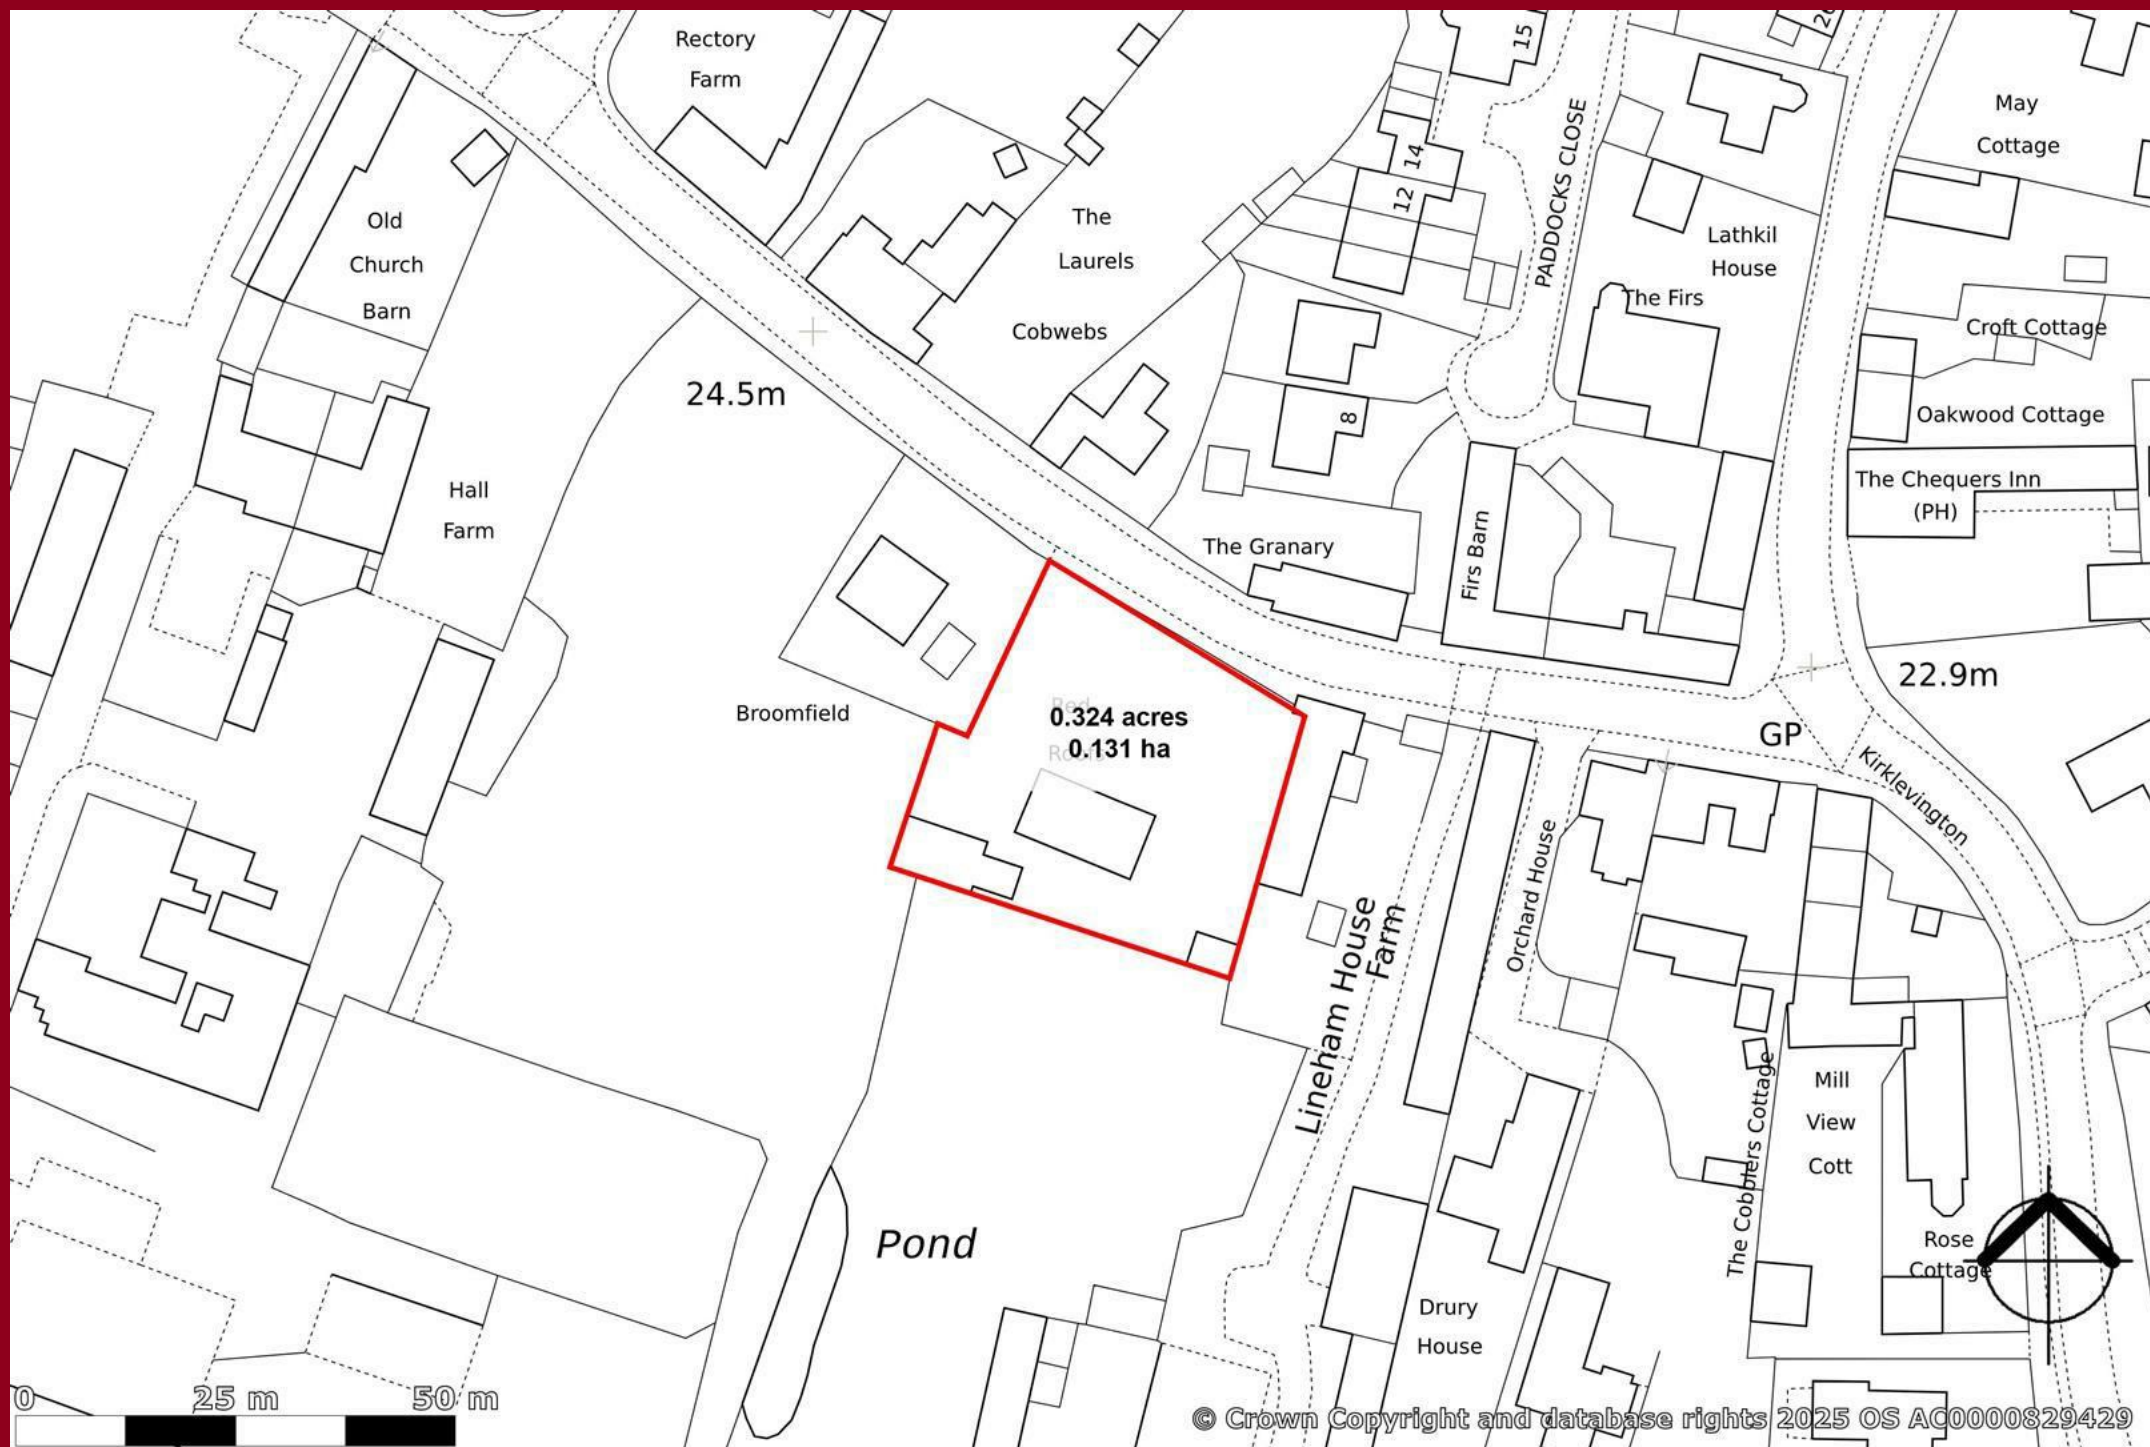 Rectory
Farm
15
20
May
Cottage
14
12
PADDOCKS CLOSE
Old
Church
Barn
The
Laurels
Lathkil
House
The Firs
Cobwebs
Croft Cottage
24.5m
8
Oakwood Cottage
Hall
Farm
The Chequers Inn
(PH)
The Granary
Firs Barn
22.9m
Broomfield
Red
0.324 acres
0.131 ha
GP
Kirklevington
Orchard House
Lineham House
Farm
The Cobblers Cottage
Mill
View
Cott
Pond
Rose
Cottage
Drury
House
0 25 m 50 m
© Crown Copyright and database rights 2025 OS AC0000829429